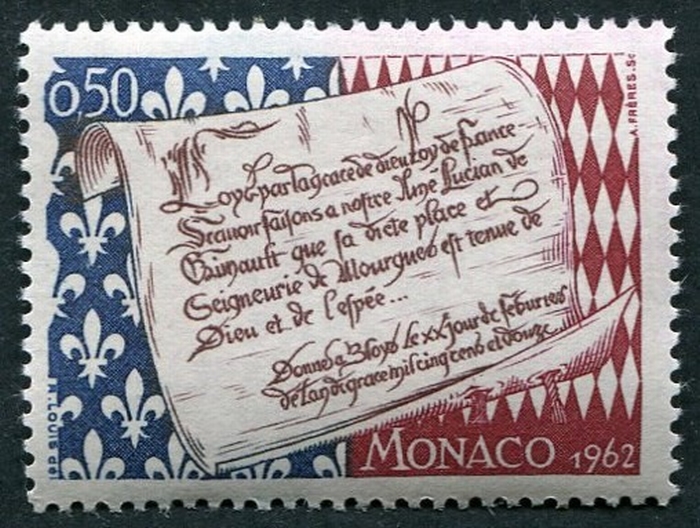 0,50
A. FRÈRES. Sc
Loys par la grace de dieu roy de france
Scavoir faisons a nostre Amé Lucian de
Grimault que sa dicte place et
Seigneurie de Mourgues est tenue de
Dieu et de l'espée...
Donné a Bloys le xx jour de feburier
de l'an de grace mil cinq cens et douze
P. LOUIS
MONACO 1962